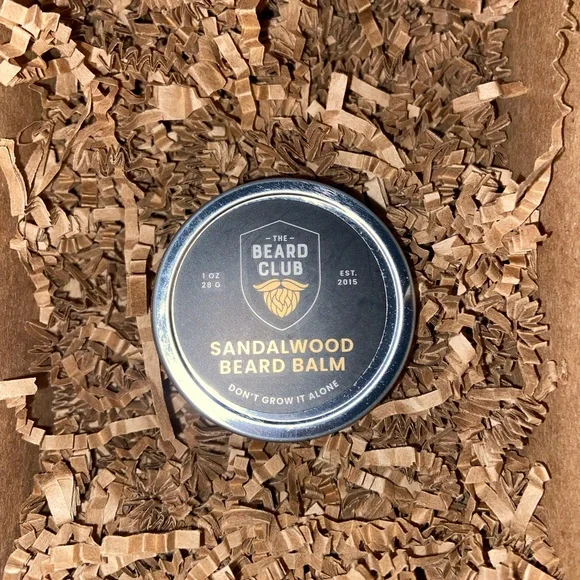 THE
BEARD
CLUB
1 OZ
28 G
EST.
2015
SANDALWOOD
BEARD BALM
DON'T GROW IT ALONE